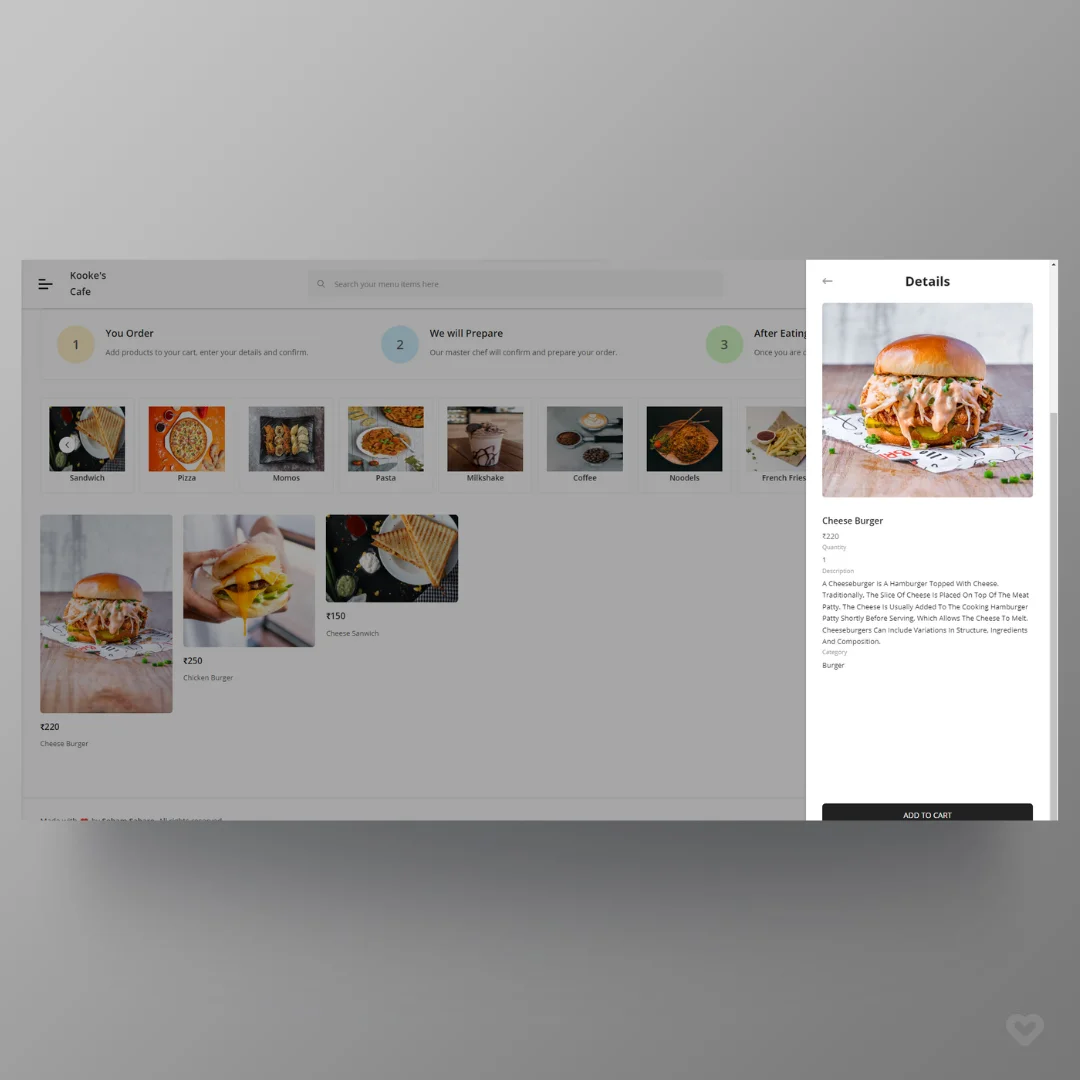 Kooke's
Cafe
Search your menu items here
1
You Order
Add products to your cart, enter your details and confirm.
2
We will Prepare
Our master chef will confirm and prepare your order.
3
After Eating
Once you are
Sandwich
Pizza
Momos
Pasta
Milkshake
Coffee
Noodels
French Fries
₹220
Cheese Burger
₹250
Chicken Burger
₹150
Cheese Sanwich
Made with ❤ by Soham Sahare. All rights reserved
Details
Cheese Burger
₹220
Quantity
1
Description
A Cheeseburger Is A Hamburger Topped With Cheese.
Traditionally, The Slice Of Cheese Is Placed On Top Of The Meat
Patty. The Cheese Is Usually Added To The Cooking Hamburger
Patty Shortly Before Serving, Which Allows The Cheese To Melt.
Cheeseburgers Can Include Variations In Structure, Ingredients
And Composition.
Category
Burger
ADD TO CART